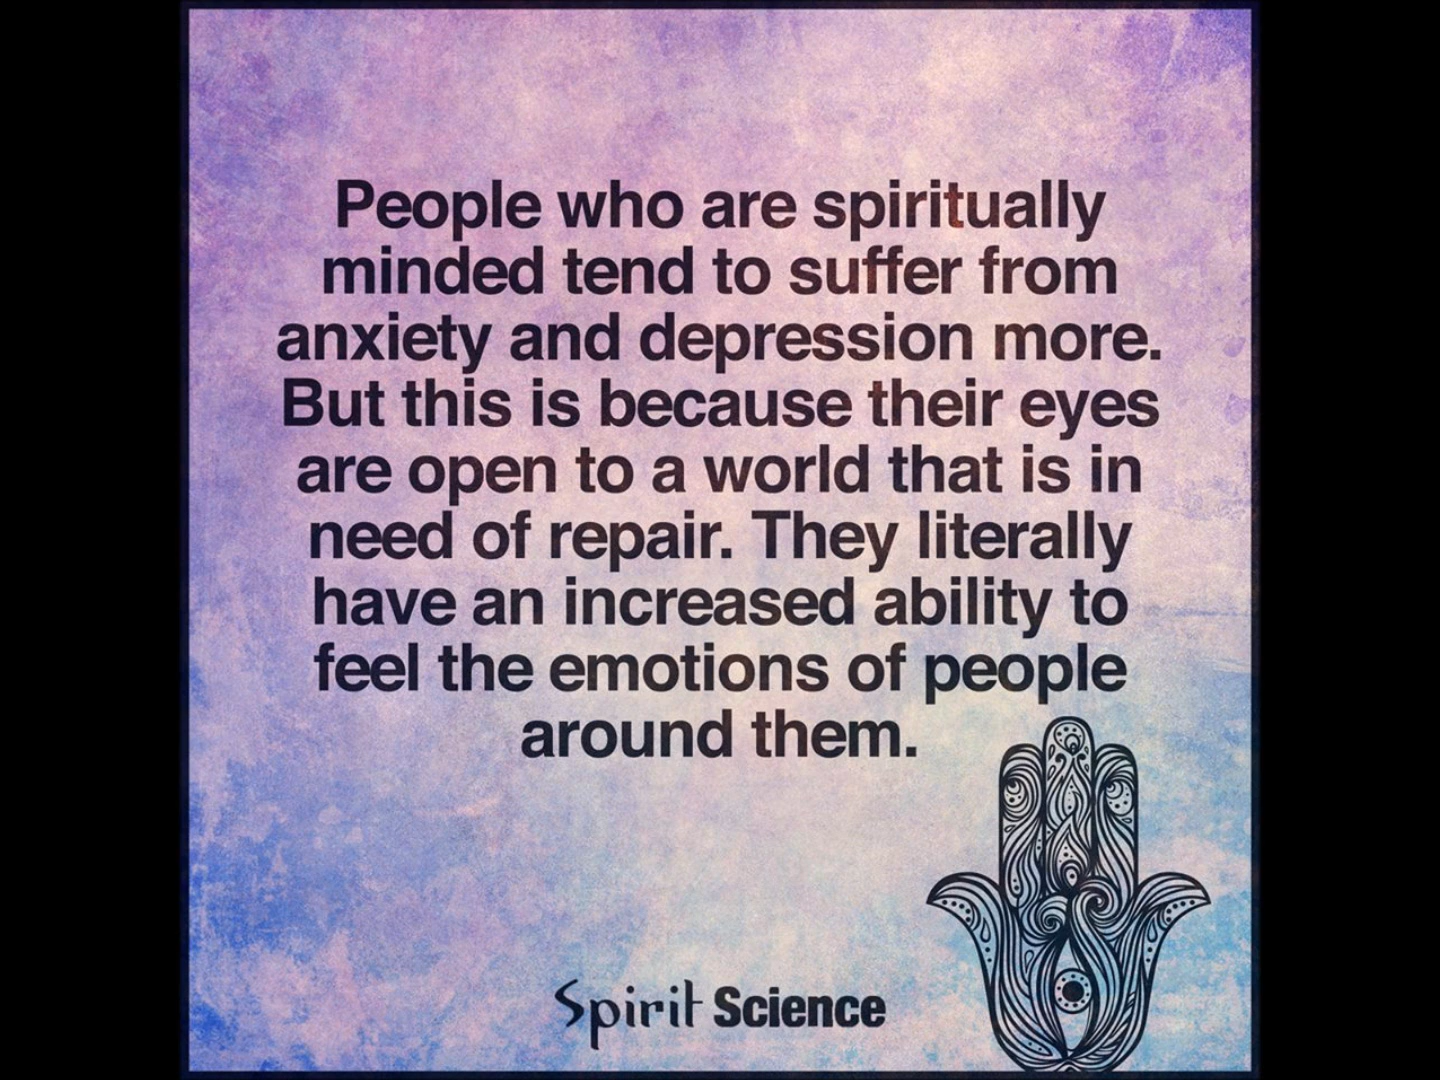 People who are spiritually
minded tend to suffer from
anxiety and depression more.
But this is because their eyes
are open to a world that is in
need of repair. They literally
have an increased ability to
feel the emotions of people
around them.
Spirit Science